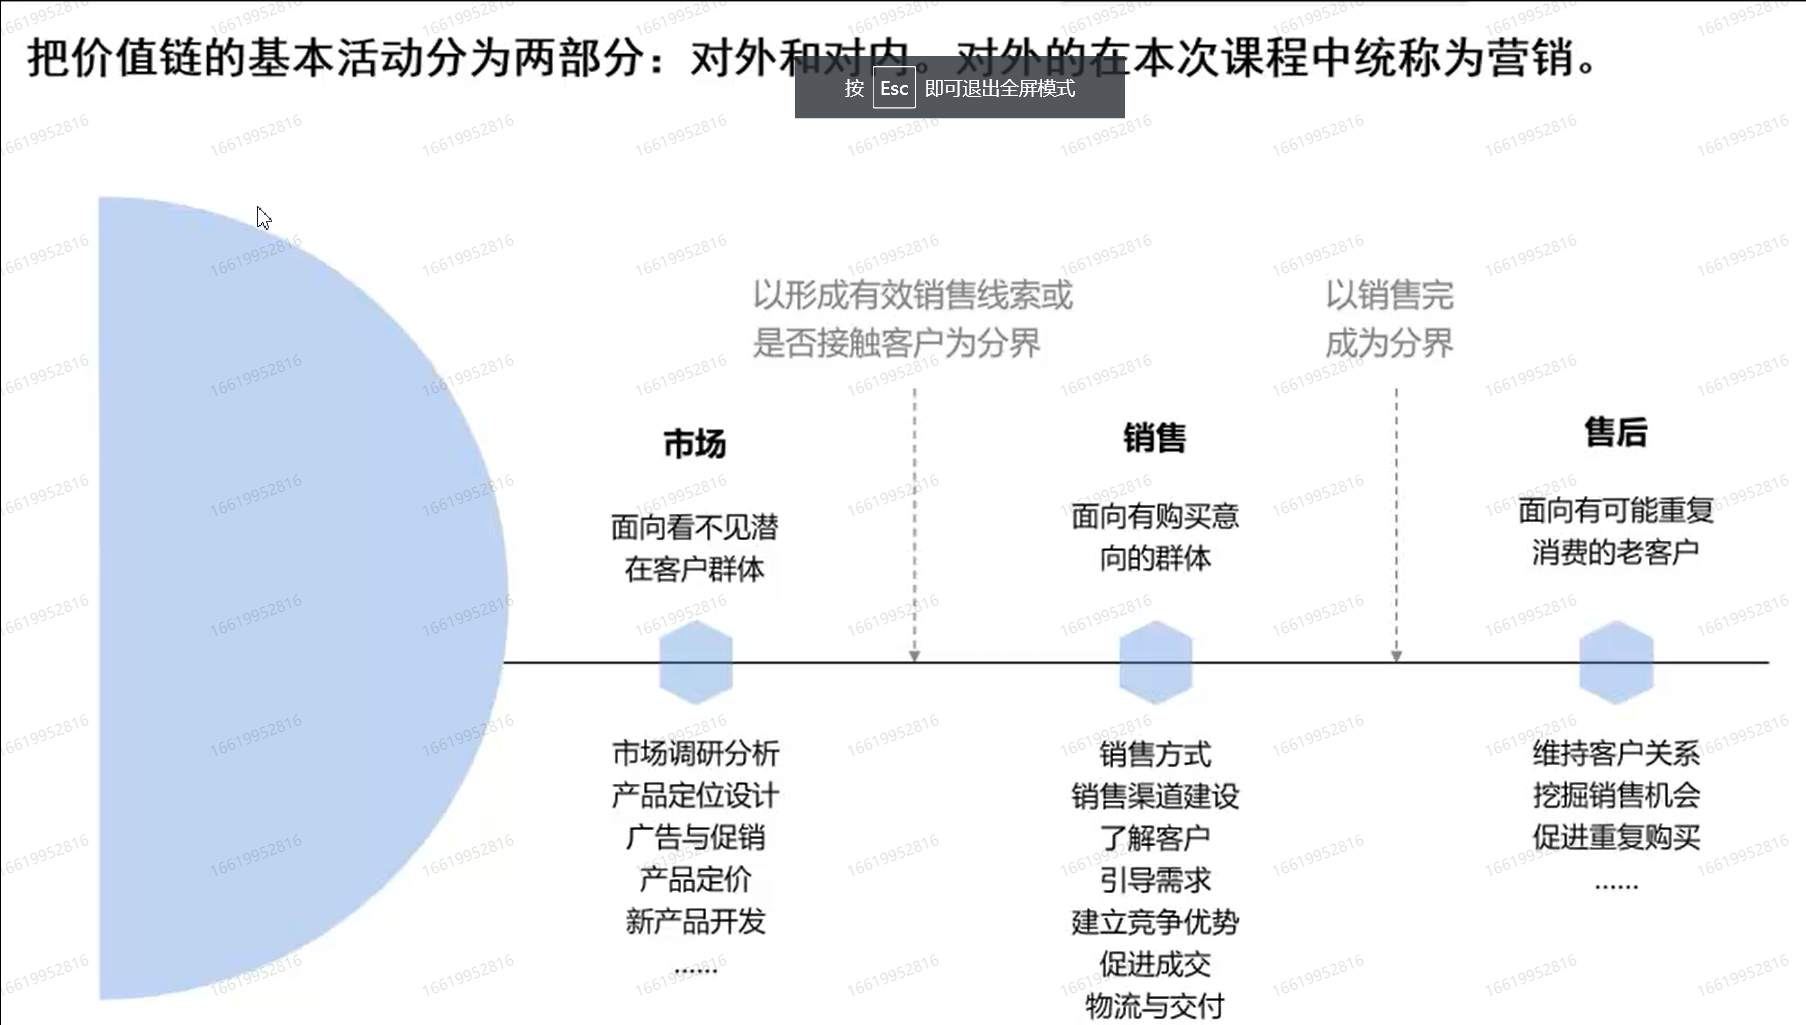 把价值链的基本活动分为两部分：对外和对内。对外的在本次课程中统称为营销。
按 Esc 即可退出全屏模式
以形成有效销售线索或
是否接触客户为分界
以销售完
成为分界
市场
面向看不见潜
在客户群体
市场调研分析
产品定位设计
广告与促销
产品定价
新产品开发
......
销售
面向有购买意
向的群体
销售方式
销售渠道建设
了解客户
引导需求
建立竞争优势
促进成交
物流与交付
售后
面向有可能重复
消费的老客户
维持客户关系
挖掘销售机会
促进重复购买
......
16619952816